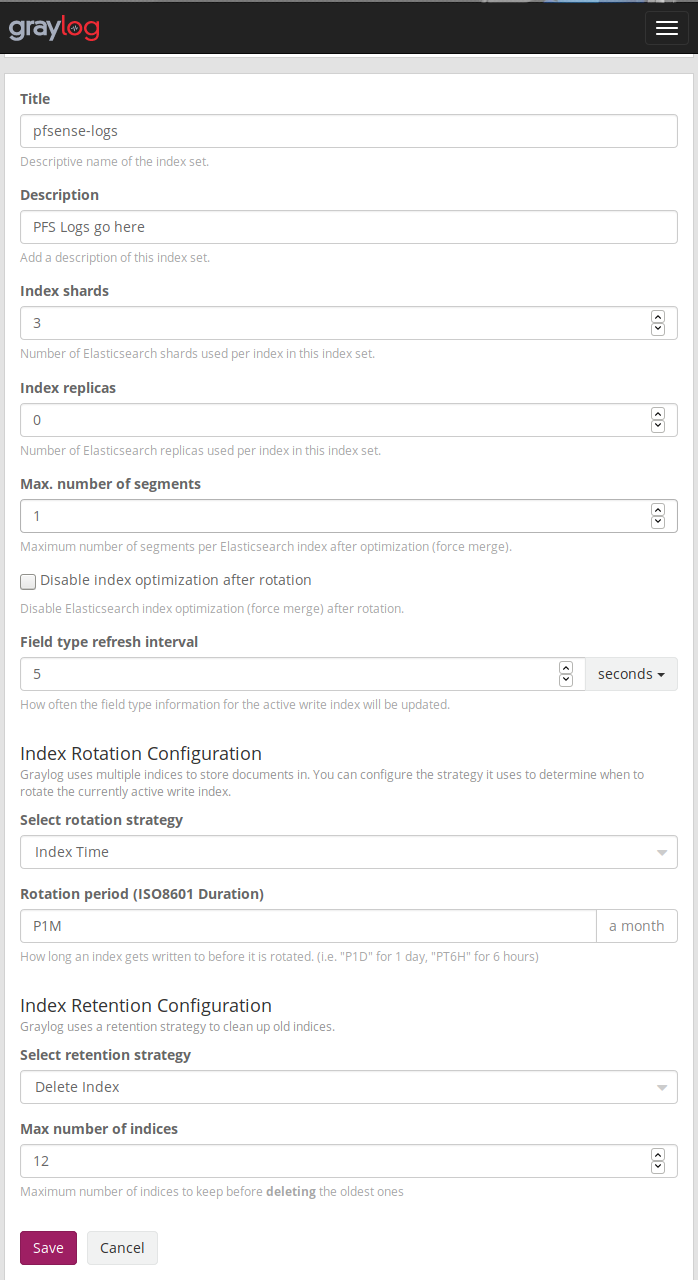 graylog
Title
pfsense-logs
Descriptive name of the index set.
Description
PFS Logs go here
Add a description of this index set.
Index shards
3
Number of Elasticsearch shards used per index in this index set.
Index replicas
0
Number of Elasticsearch replicas used per index in this index set.
Max. number of segments
1
Maximum number of segments per Elasticsearch index after optimization (force merge).
Disable index optimization after rotation
Disable Elasticsearch index optimization (force merge) after rotation.
Field type refresh interval
5 seconds
How often the field type information for the active write index will be updated.
Index Rotation Configuration
Graylog uses multiple indices to store documents in. You can configure the strategy it uses to determine when to
rotate the currently active write index.
Select rotation strategy
Index Time
Rotation period (ISO8601 Duration)
P1M a month
How long an index gets written to before it is rotated. (i.e. "P1D" for 1 day, "PT6H" for 6 hours)
Index Retention Configuration
Graylog uses a retention strategy to clean up old indices.
Select retention strategy
Delete Index
Max number of indices
12
Maximum number of indices to keep before deleting the oldest ones
Save Cancel